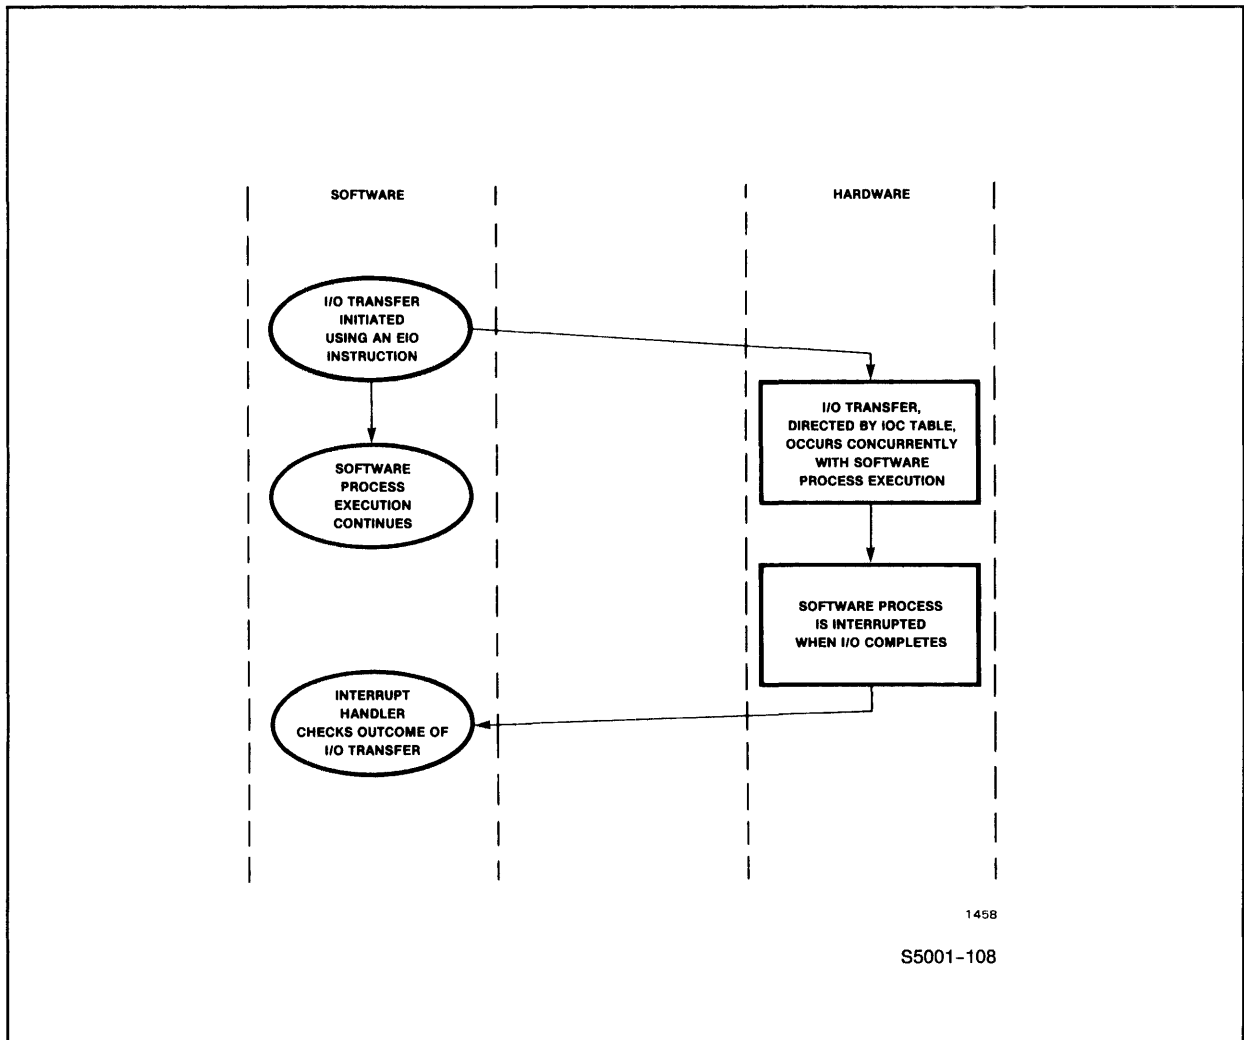 SOFTWARE
HARDWARE
I/O TRANSFER
INITIATED
USING AN EIO
INSTRUCTION
I/O TRANSFER,
DIRECTED BY IOC TABLE,
OCCURS CONCURRENTLY
WITH SOFTWARE
PROCESS EXECUTION
SOFTWARE
PROCESS
EXECUTION
CONTINUES
SOFTWARE PROCESS
IS INTERRUPTED
WHEN I/O COMPLETES
INTERRUPT
HANDLER
CHECKS OUTCOME OF
I/O TRANSFER
1458
S5001-108